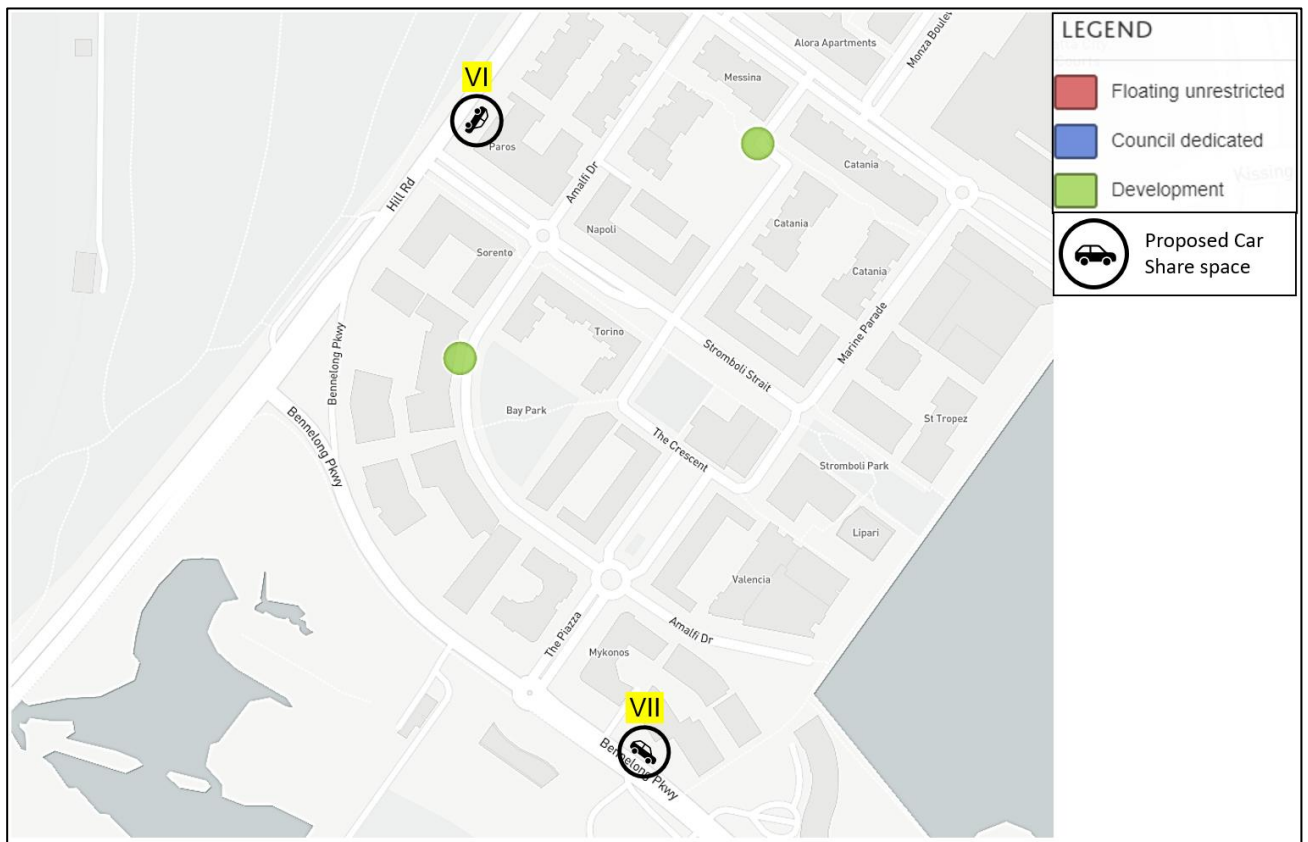 LEGEND
Floating unrestricted
Council dedicated
Development
Proposed Car
Share space
Kissing
VI
Alora Apartments
Messina
Paros
Hill Rd
Amalfi Dr
Catania
Napoli
Catania
Sorento
Catania
Torino
Bennelong Pkwy
Marine Parade
Stromboli Strait
Bay Park
Bennelong Pkwy
St Tropez
The Crescent
Stromboli Park
Lipari
Valencia
The Piazza
Amalfi Dr
Mykonos
VII
Bennelong Pkwy